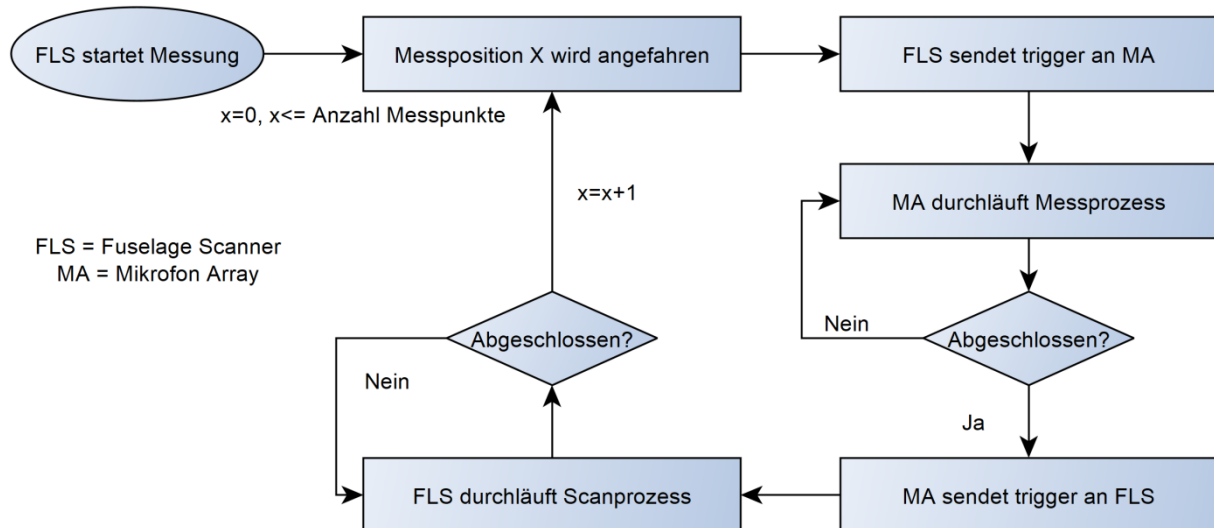 FLS startet Messung
Messposition X wird angefahren
FLS sendet trigger an MA
x=0, x<= Anzahl Messpunkte
MA durchläuft Messprozess
x=x+1
FLS = Fuselage Scanner
MA = Mikrofon Array
Abgeschlossen?
Nein
Abgeschlossen?
Nein
Ja
FLS durchläuft Scanprozess
MA sendet trigger an FLS